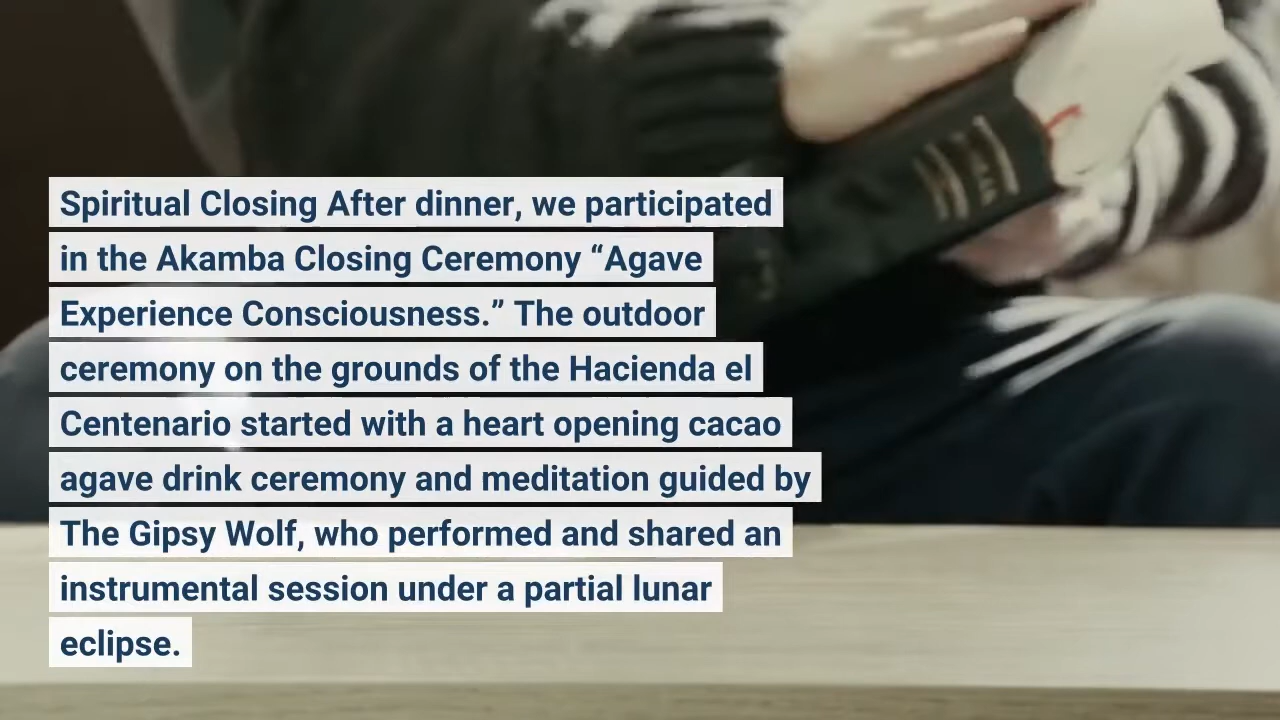 Spiritual Closing After dinner, we participated
in the Akamba Closing Ceremony “Agave
Experience Consciousness.” The outdoor
ceremony on the grounds of the Hacienda el
Centenario started with a heart opening cacao
agave drink ceremony and meditation guided by
The Gipsy Wolf, who performed and shared an
instrumental session under a partial lunar
eclipse.